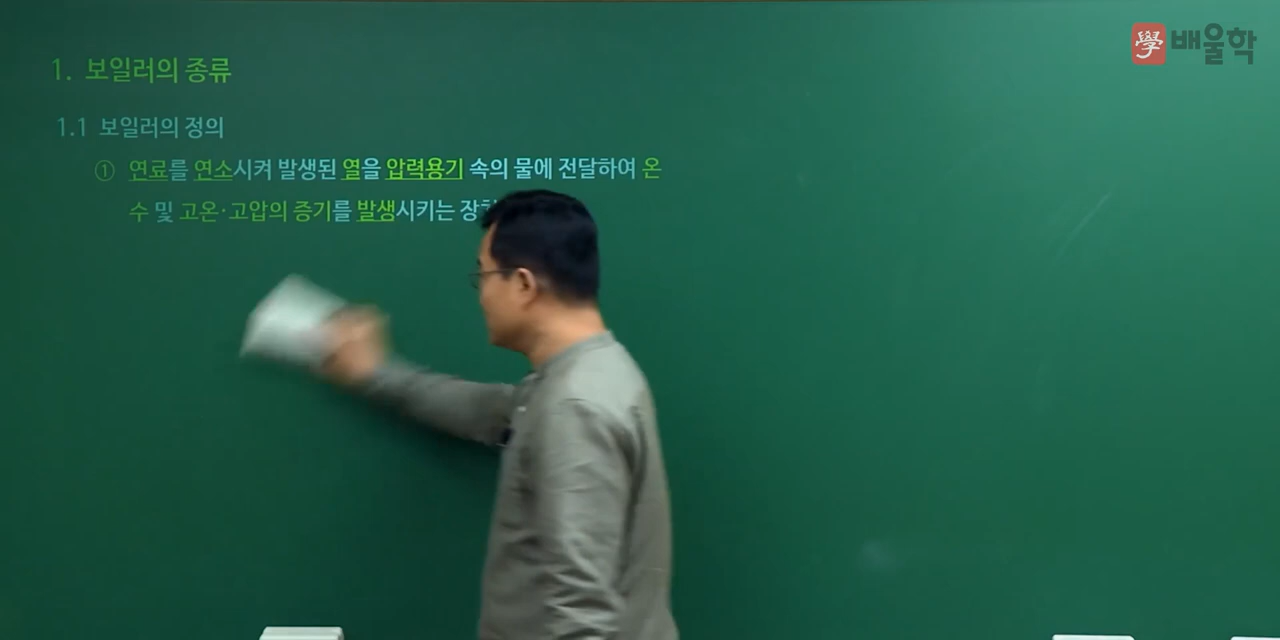 學 배울학
1. 보일러의 종류
1.1 보일러의 정의
① 연료를 연소시켜 발생된 열을 압력용기 속의 물에 전달하여 온
수 및 고온·고압의 증기를 발생시키는